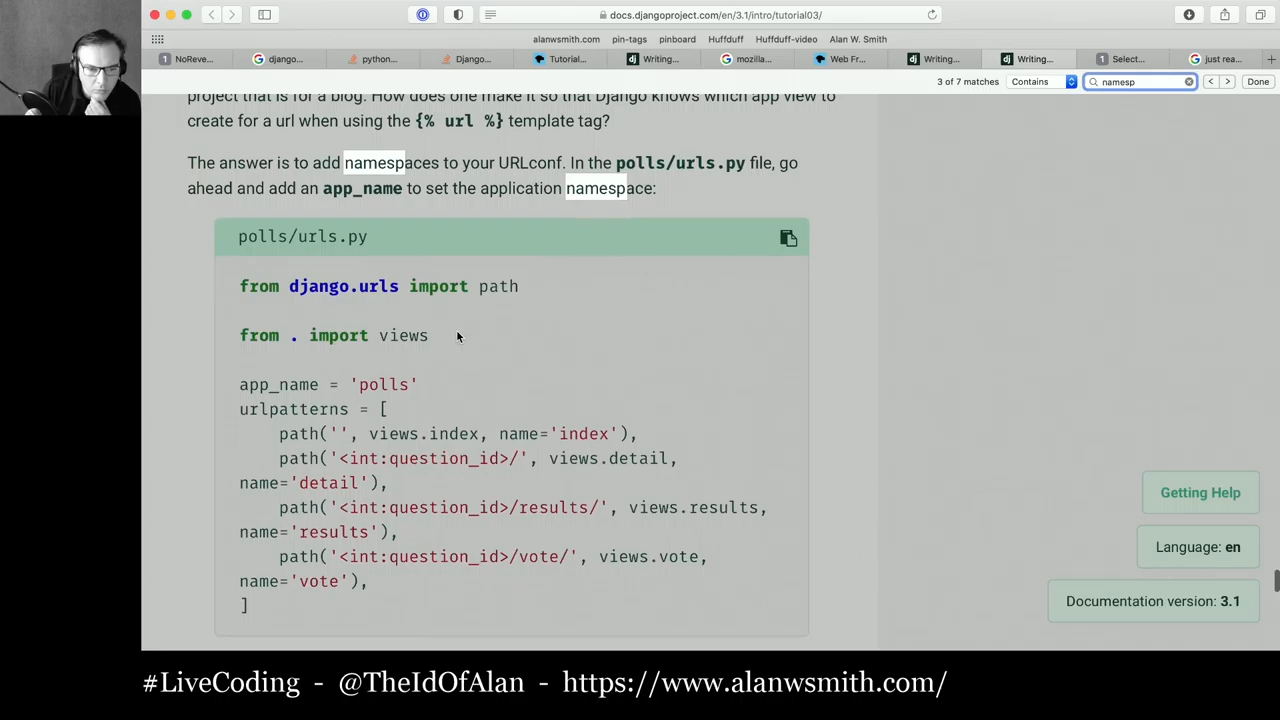 docs.djangoproject.com/en/3.1/intro/tutorial03/
alanwsmith.com pin-tags pinboard Huffduff Huffduff-video Alan W. Smith
1 NoReve... django... python... Django... Tutorial... dj Writing... mozilla... Web Fr... dj Writing... dj Writing... 1 Select... just rea...
3 of 7 matches Contains namesp Done
project that is for a blog. How does one make it so that Django knows which app view to
create for a url when using the {% url %} template tag?
The answer is to add namespaces to your URLconf. In the polls/urls.py file, go
ahead and add an app_name to set the application namespace:
polls/urls.py
from django.urls import path
from . import views
app_name = 'polls'
urlpatterns = [
path('', views.index, name='index'),
path('<int:question_id>/', views.detail,
name='detail'),
path('<int:question_id>/results/', views.results,
name='results'),
path('<int:question_id>/vote/', views.vote,
name='vote'),
]
Getting Help
Language: en
Documentation version: 3.1
#LiveCoding - @TheIdOfAlan - https://www.alanwsmith.com/